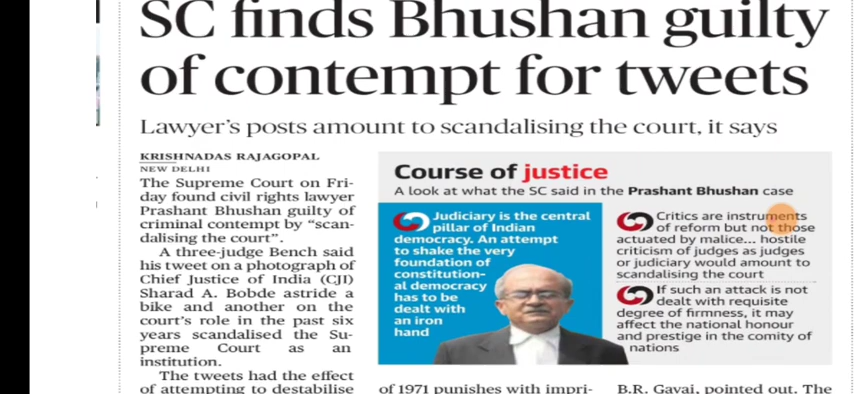 SC finds Bhushan guilty
of contempt for tweets
Lawyer's posts amount to scandalising the court, it says
KRISHNADAS RAJAGOPAL
NEW DELHI
The Supreme Court on Fri-
day found civil rights lawyer
Prashant Bhushan guilty of
criminal contempt by "scan-
dalising the court".
A three-judge Bench said
his tweet on a photograph of
Chief Justice of India (CJI)
Sharad A. Bobde astride a
bike and another on the
court's role in the past six
years scandalised the Su-
preme Court as an
institution.
The tweets had the effect
of attempting to destabilise
Course of justice
A look at what the SC said in the Prashant Bhushan case
Judiciary is the central
pillar of Indian
democracy. An attempt
to shake the very
foundation of
constitution-
al democracy
has to be
dealt with
an iron
hand
Critics are instruments
of reform but not those
actuated by malice... hostile
criticism of judges as judges
or judiciary would amount to
scandalising the court
If such an attack is not
dealt with requisite
degree of firmness, it may
affect the national honour
and prestige in the comity of
nations
of 1971 punishes with impri-
B.R. Gavai, pointed out. The